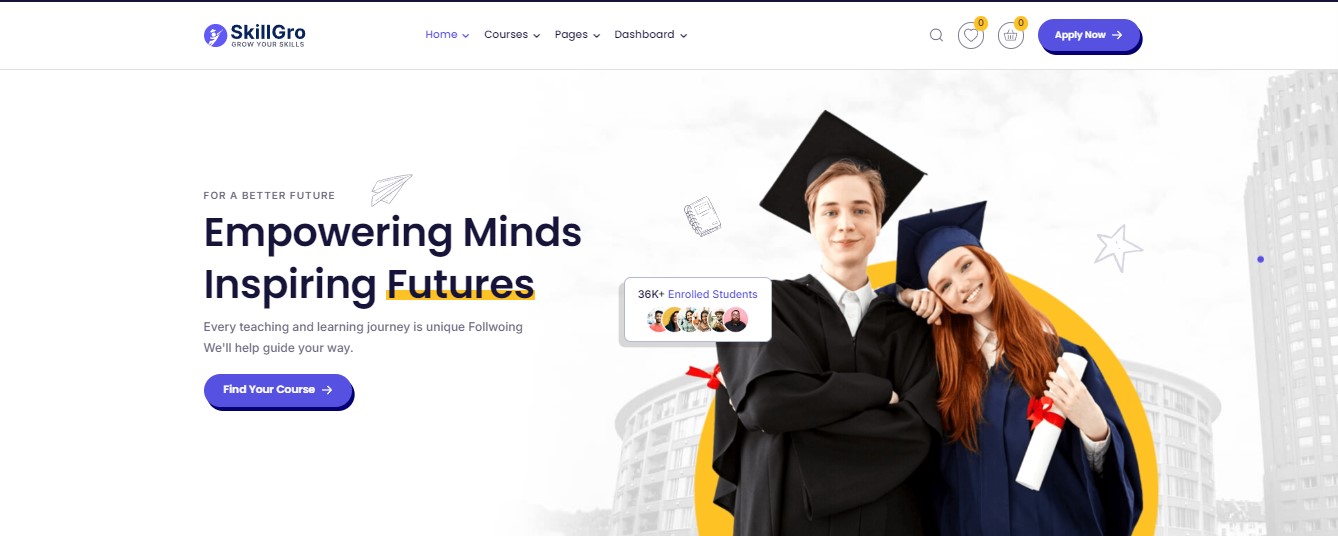 SkillGro
GROW YOUR SKILLS
Home
Courses
Pages
Dashboard
0
0
Apply Now
FOR A BETTER FUTURE
Empowering Minds
Inspiring Futures
36K+ Enrolled Students
Every teaching and learning journey is unique Follwoing
We'll help guide your way.
Find Your Course